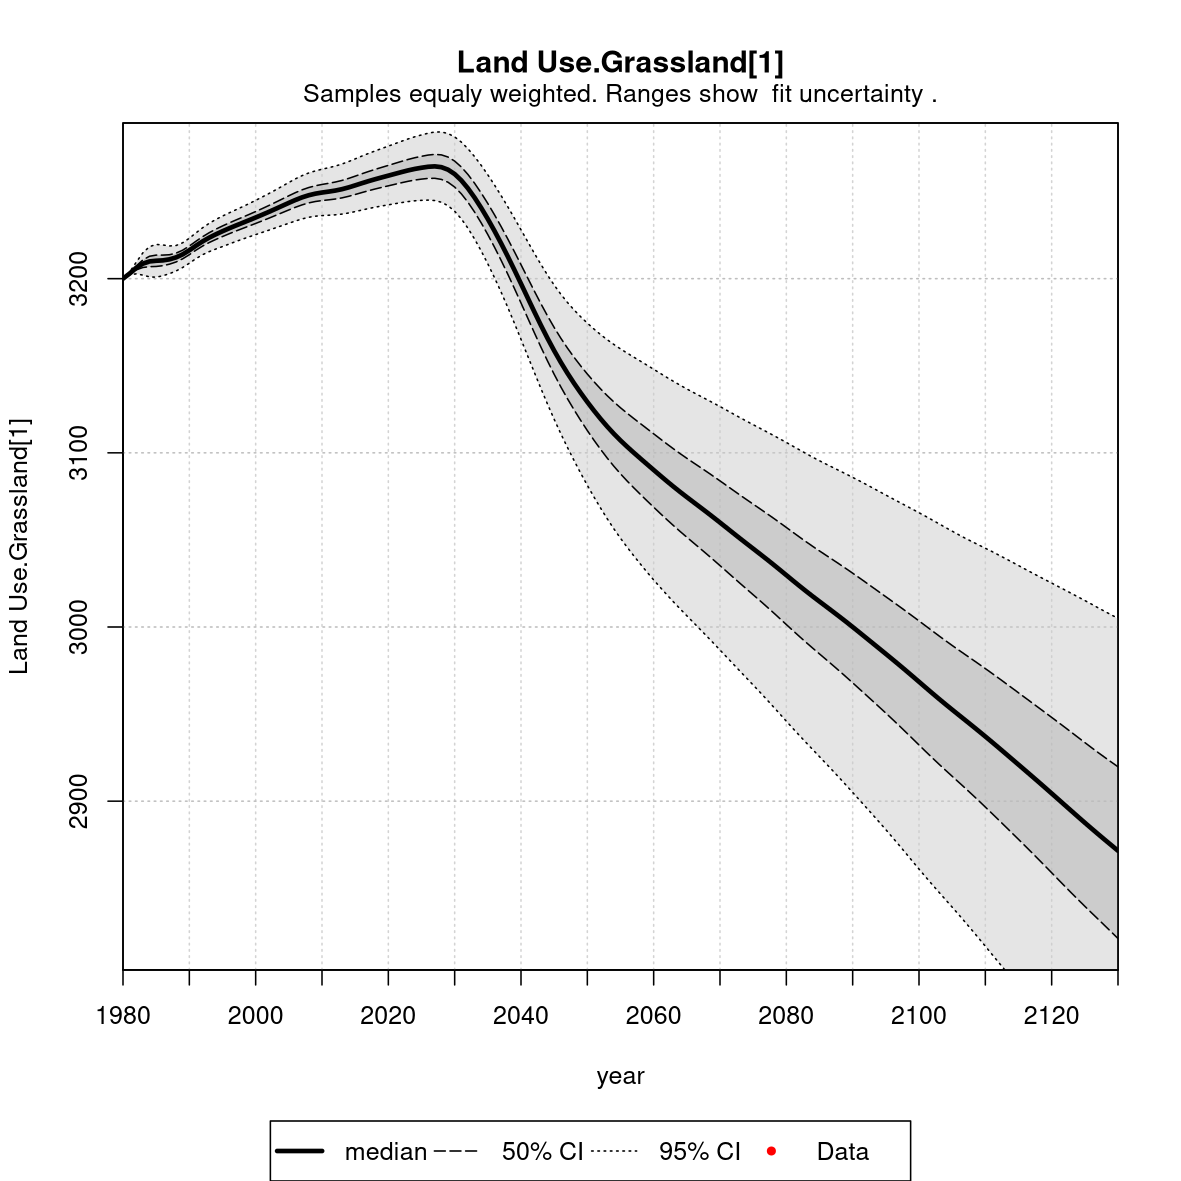 Land Use.Grassland[1]
Samples equaly weighted. Ranges show  fit uncertainty .
Land Use.Grassland[1]
3200
3100
3000
2900
1980 2000 2020 2040 2060 2080 2100 2120
year
median 50% CI 95% CI Data